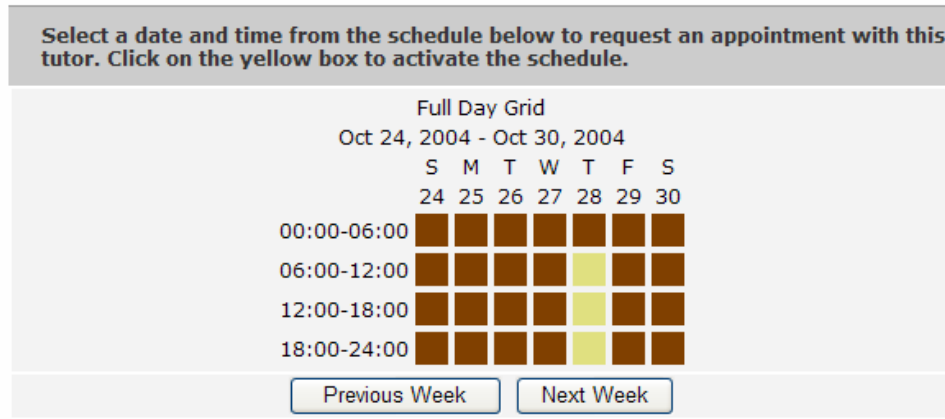 Select a date and time from the schedule below to request an appointment with this
tutor. Click on the yellow box to activate the schedule.
Full Day Grid
Oct 24, 2004 - Oct 30, 2004
S M T W T F S
24 25 26 27 28 29 30
00:00-06:00
06:00-12:00
12:00-18:00
18:00-24:00
Previous Week Next Week